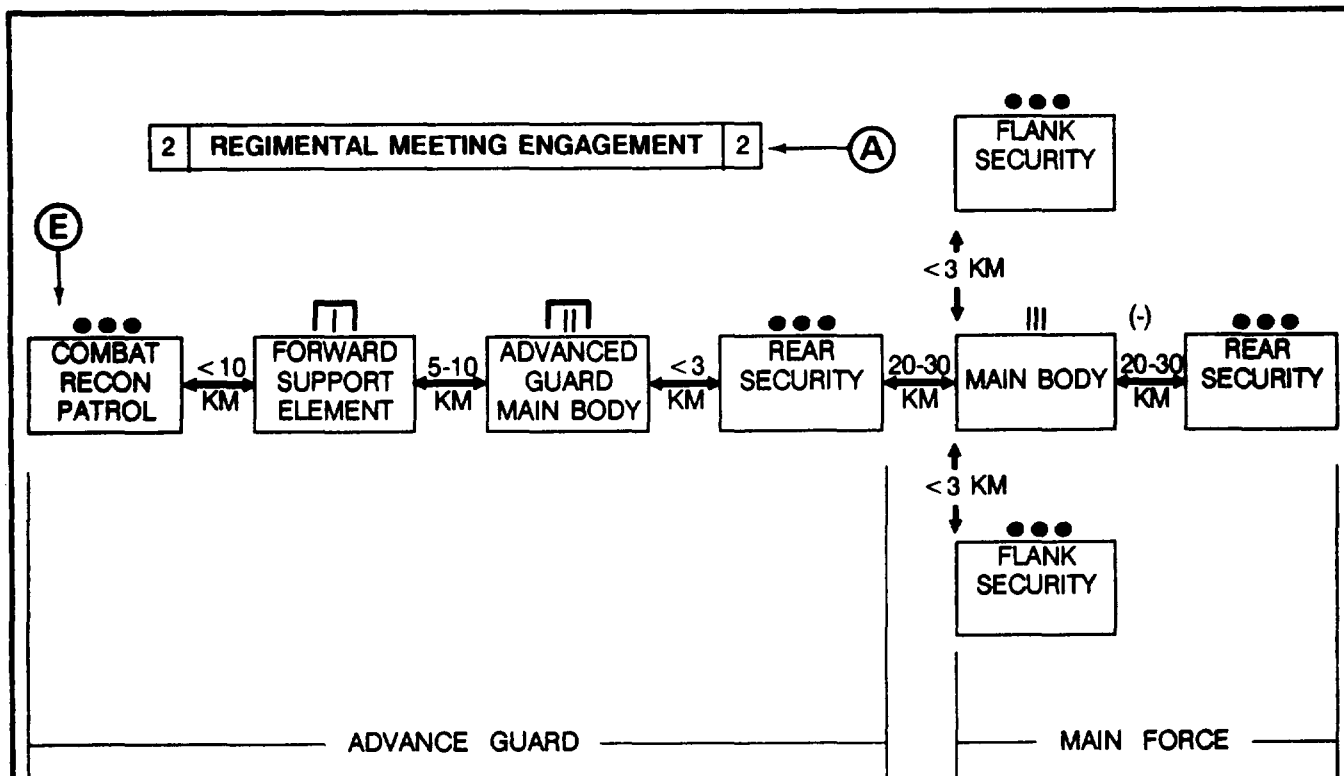 FLANK
SECURITY
2 REGIMENTAL MEETING ENGAGEMENT 2
A
E
<3 KM
I
II
III
(-)
COMBAT
RECON
PATROL
<10
KM
FORWARD
SUPPORT
ELEMENT
5-10
KM
ADVANCED
GUARD
MAIN BODY
<3
KM
REAR
SECURITY
20-30
KM
MAIN BODY
20-30
KM
REAR
SECURITY
<3 KM
FLANK
SECURITY
ADVANCE GUARD
MAIN FORCE